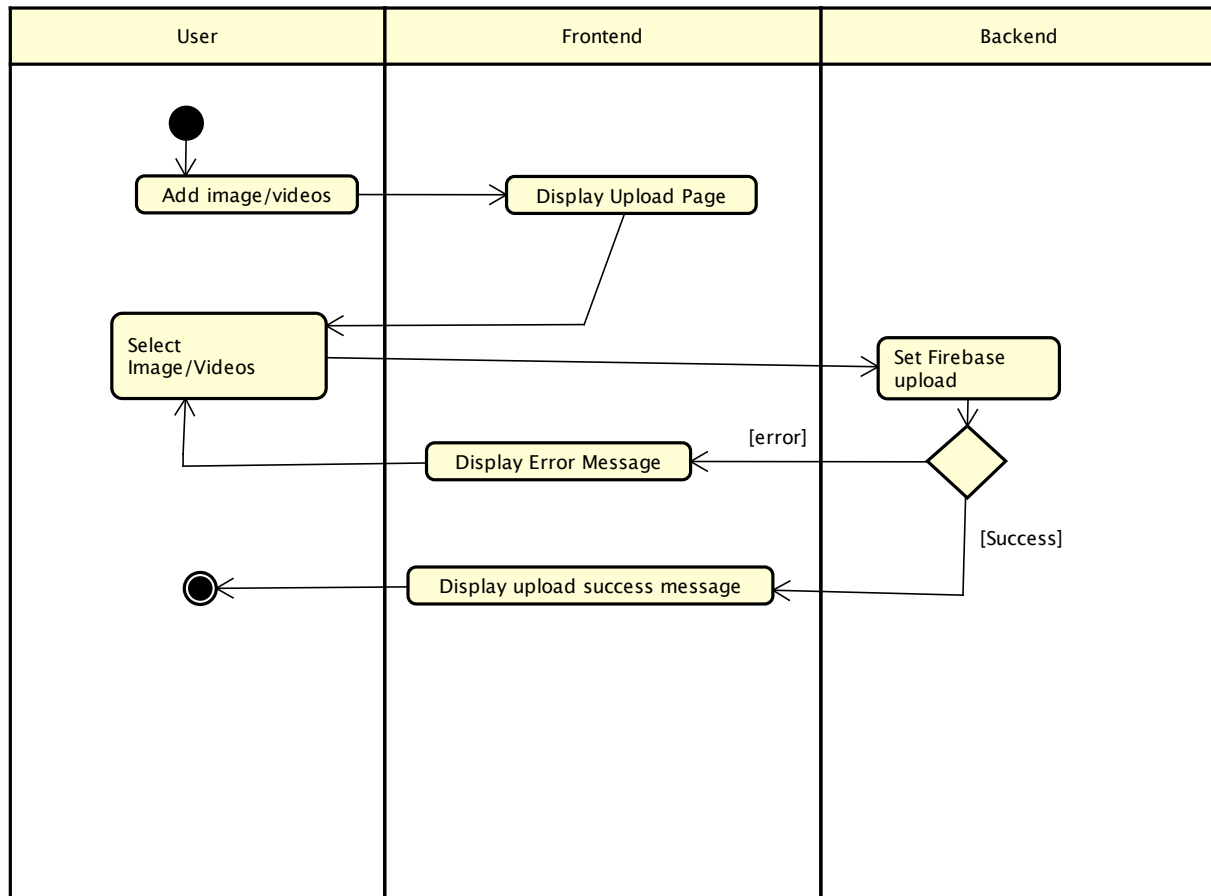 User
Frontend
Backend
Add image/videos
Display Upload Page
Select
Image/Videos
Set Firebase
upload
[error]
Display Error Message
[Success]
Display upload success message